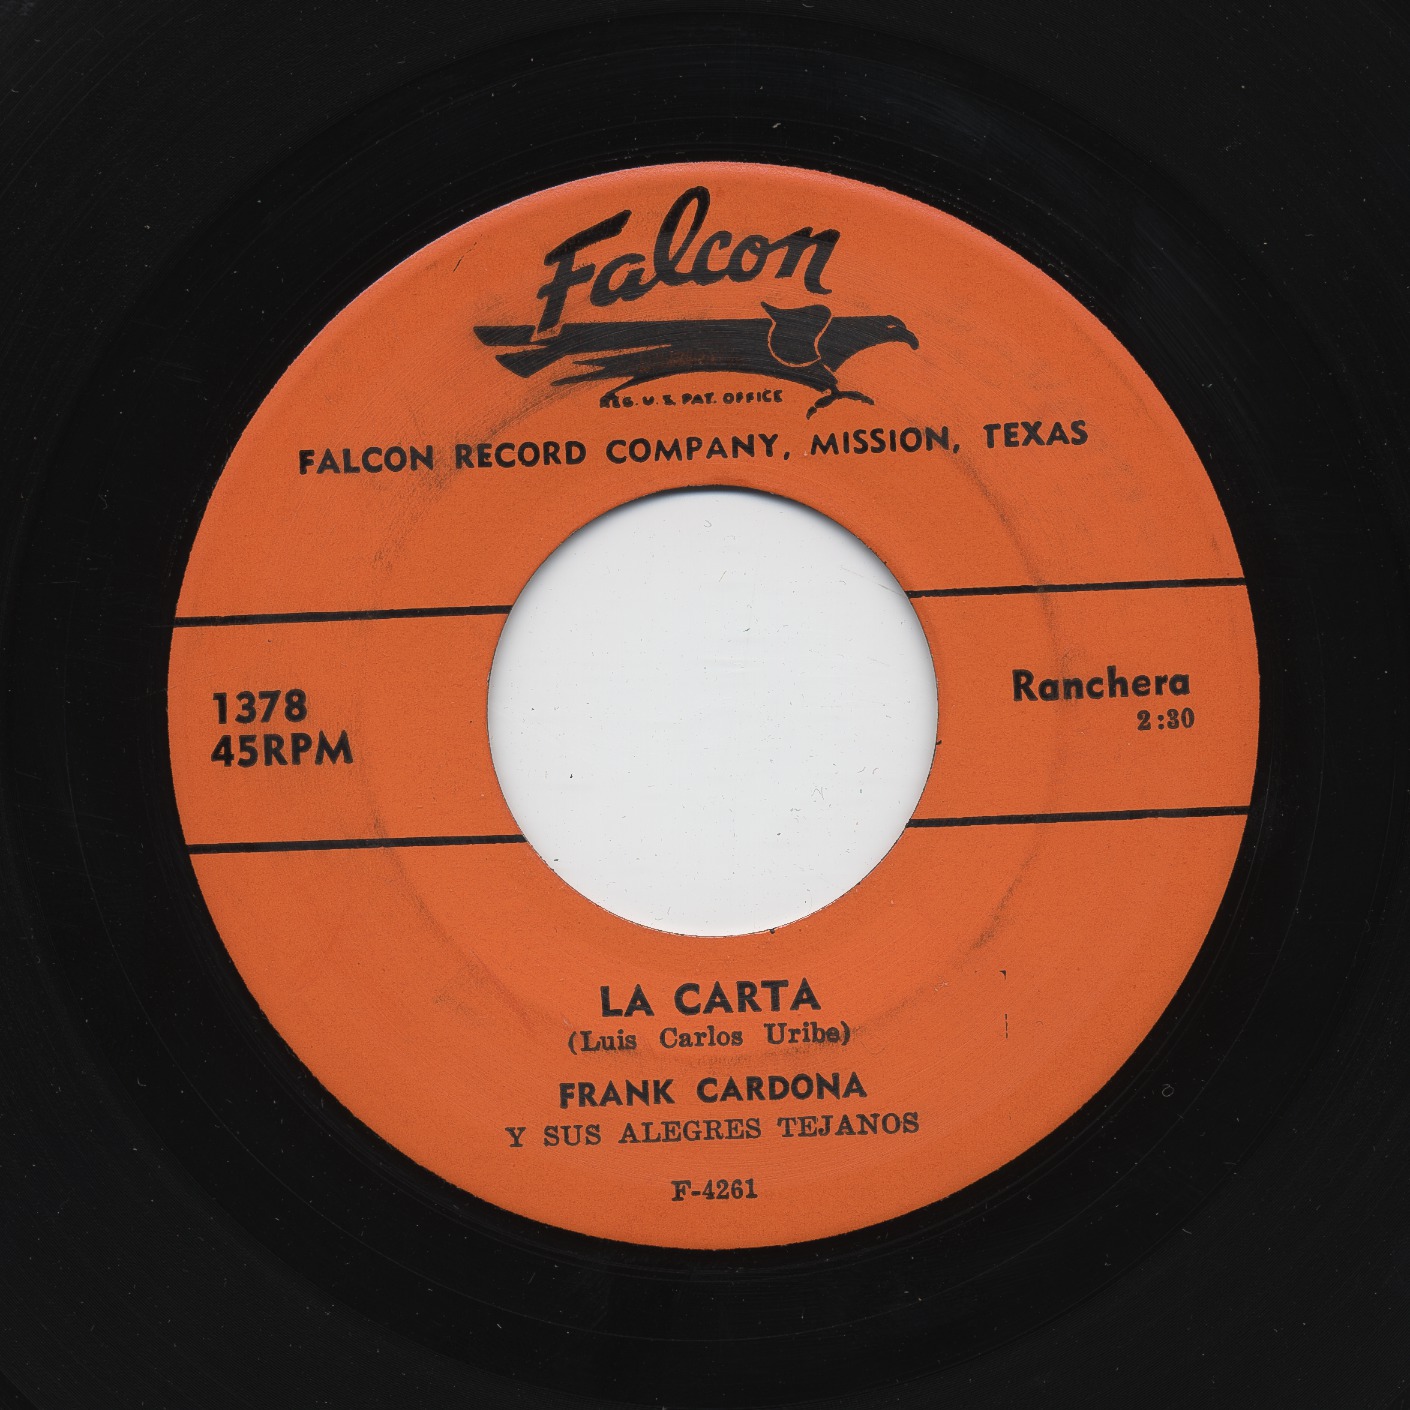 Falcon
REG. U. S. PAT. OFFICE
FALCON RECORD COMPANY, MISSION, TEXAS
1378
45RPM
Ranchera
2:30
LA CARTA
(Luis Carlos Uribe)
FRANK CARDONA
Y SUS ALEGRES TEJANOS
F-4261